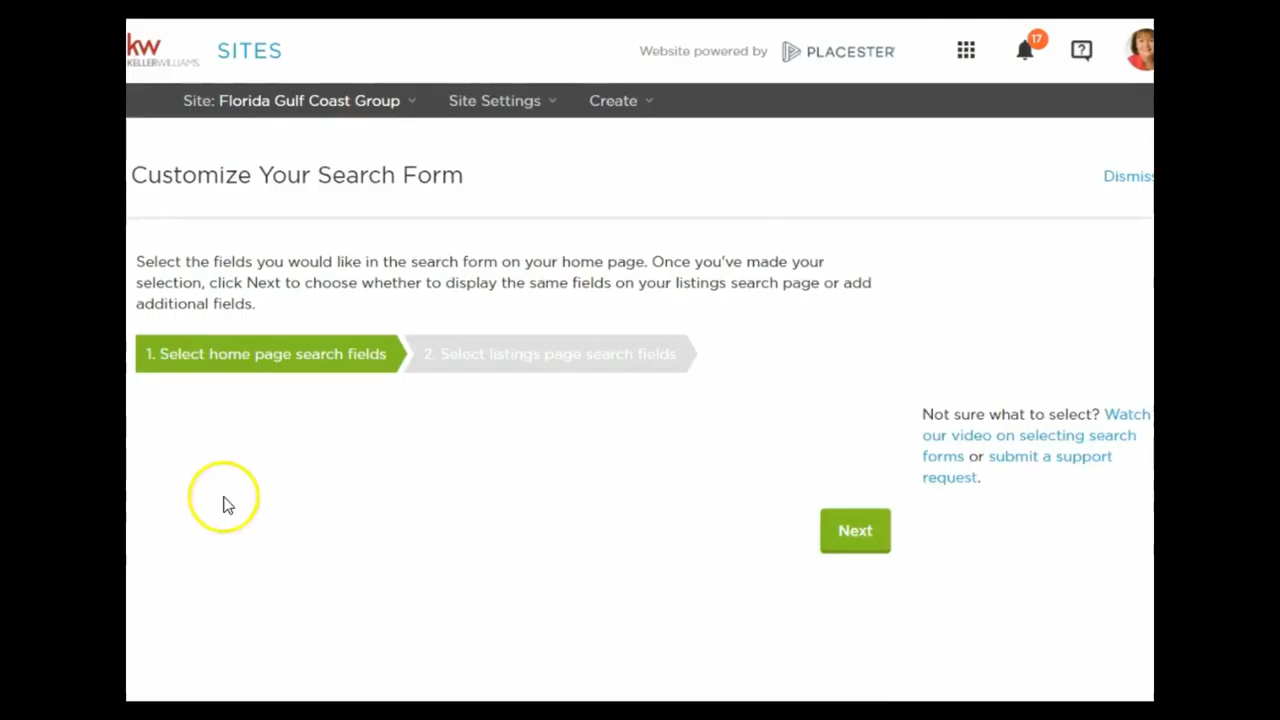 kw
KELLERWILLIAMS.
SITES
Website powered by PLACESTER
17
Site: Florida Gulf Coast Group
Site Settings
Create
Customize Your Search Form
Dismiss
Select the fields you would like in the search form on your home page. Once you've made your
selection, click Next to choose whether to display the same fields on your listings search page or add
additional fields.
1. Select home page search fields
2. Select listings page search fields
Not sure what to select? Watch
our video on selecting search
forms or submit a support
request.
Next